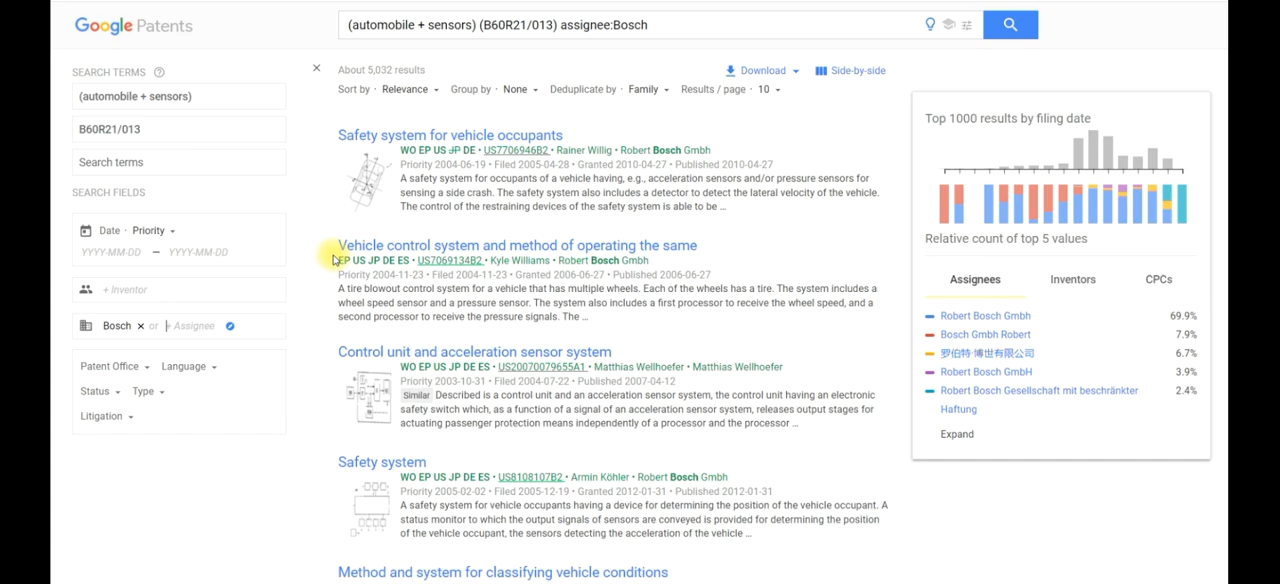 Google Patents
(automobile + sensors) (B60R21/013) assignee:Bosch
SEARCH TERMS
(automobile + sensors)
B60R21/013
Search terms
SEARCH FIELDS
Date · Priority
YYYY-MM-DD — YYYY-MM-DD
+ Inventor
Bosch × or + Assignee
Patent Office Language
Status Type
Litigation
About 5,032 results
Download Side-by-side
Sort by · Relevance Group by · None Deduplicate by · Family Results / page · 10
Safety system for vehicle occupants
WO EP US JP DE • US7706946B2 • Rainer Willig • Robert Bosch Gmbh
Priority 2004-06-19 • Filed 2005-04-28 • Granted 2010-04-27 • Published 2010-04-27
A safety system for occupants of a vehicle having, e.g., acceleration sensors and/or pressure sensors for
sensing a side crash. The safety system also includes a detector to detect the lateral velocity of the vehicle.
The control of the restraining devices of the safety system is able to be ...
Vehicle control system and method of operating the same
EP US JP DE ES • US7069134B2 • Kyle Williams • Robert Bosch Gmbh
Priority 2004-11-23 • Filed 2004-11-23 • Granted 2006-06-27 • Published 2006-06-27
A tire blowout control system for a vehicle that has multiple wheels. Each of the wheels has a tire. The system includes a
wheel speed sensor and a pressure sensor. The system also includes a first processor to receive the wheel speed, and a
second processor to receive the pressure signals. The ...
Control unit and acceleration sensor system
WO EP US JP DE ES • US20070079655A1 • Matthias Wellhoefer • Matthias Wellhoefer
Priority 2003-10-31 • Filed 2004-07-22 • Published 2007-04-12
Similar Described is a control unit and an acceleration sensor system, the control unit having an electronic
safety switch which, as a function of a signal of an acceleration sensor system, releases output stages for
actuating passenger protection means independently of a processor and the processor ...
Safety system
WO EP US JP DE ES • US8108107B2 • Armin Köhler • Robert Bosch Gmbh
Priority 2005-02-02 • Filed 2005-12-19 • Granted 2012-01-31 • Published 2012-01-31
A safety system for vehicle occupants having a device for determining the position of the vehicle occupant. A
status monitor to which the output signals of sensors are conveyed is provided for determining the position
of the vehicle occupant, the sensors detecting the acceleration of the vehicle ...
Method and system for classifying vehicle conditions
Top 1000 results by filing date
Relative count of top 5 values
Assignees Inventors CPCs
Robert Bosch Gmbh 69.9%
Bosch Gmbh Robert 7.9%
罗伯特·博世有限公司 6.7%
Robert Bosch GmbH 3.9%
Robert Bosch Gesellschaft mit beschränkter 2.4%
Haftung
Expand